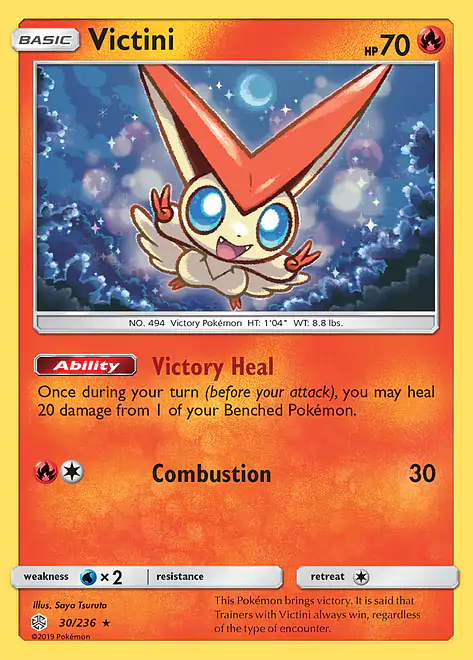 BASIC Victini HP70
NO. 494 Victory Pokémon HT: 1'04" WT: 8.8 lbs.
Ability Victory Heal
Once during your turn (before your attack), you may heal
20 damage from 1 of your Benched Pokémon.
Combustion 30
weakness ×2 resistance retreat
Illus. Saya Tsuruta
30/236 ★
©2019 Pokémon
This Pokémon brings victory. It is said that
Trainers with Victini always win, regardless
of the type of encounter.